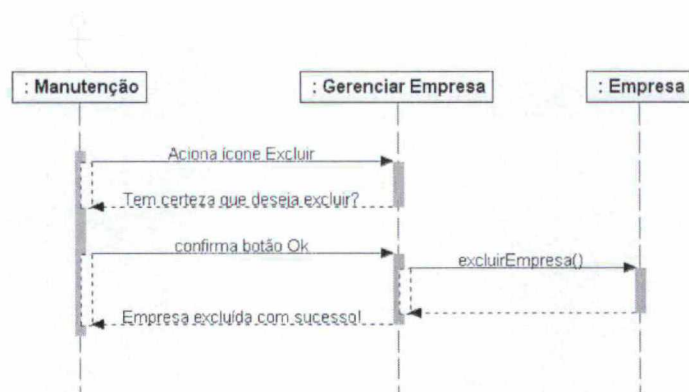 : Manutenção
: Gerenciar Empresa
: Empresa
Aciona ícone Excluir
Tem certeza que deseja excluir?
confirma botão Ok
excluirEmpresa()
Empresa excluída com sucesso!